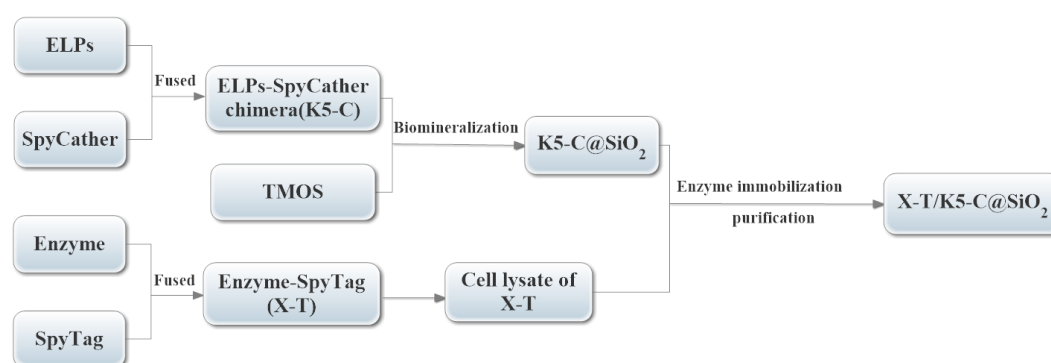 ELPs
Fused
SpyCather
ELPs-SpyCather
chimera(K5-C)
TMOS
Biomineralization
K5-C@SiO2
Enzyme
Fused
SpyTag
Enzyme-SpyTag
(X-T)
Cell lysate of
X-T
Enzyme immobilization
purification
X-T/K5-C@SiO2